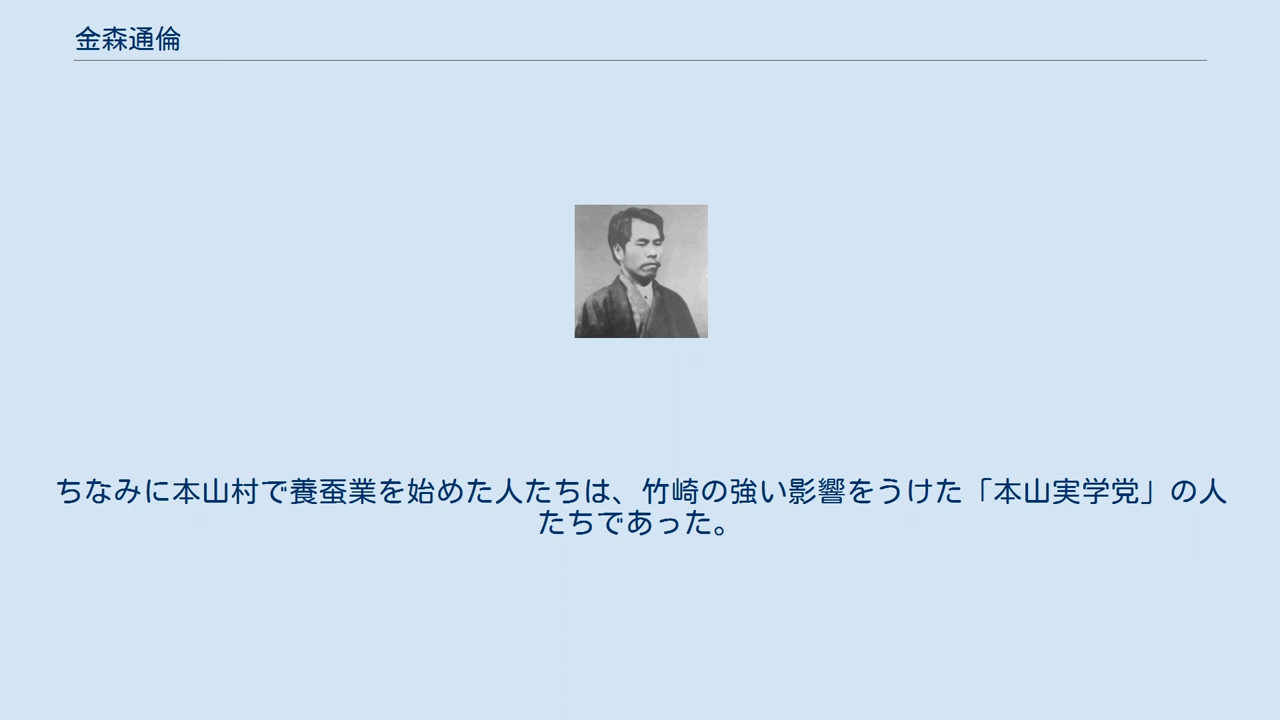 金森通倫
ちなみに本山村で養蚕業を始めた人たちは、竹崎の強い影響をうけた「本山実学党」の人
たちであった。